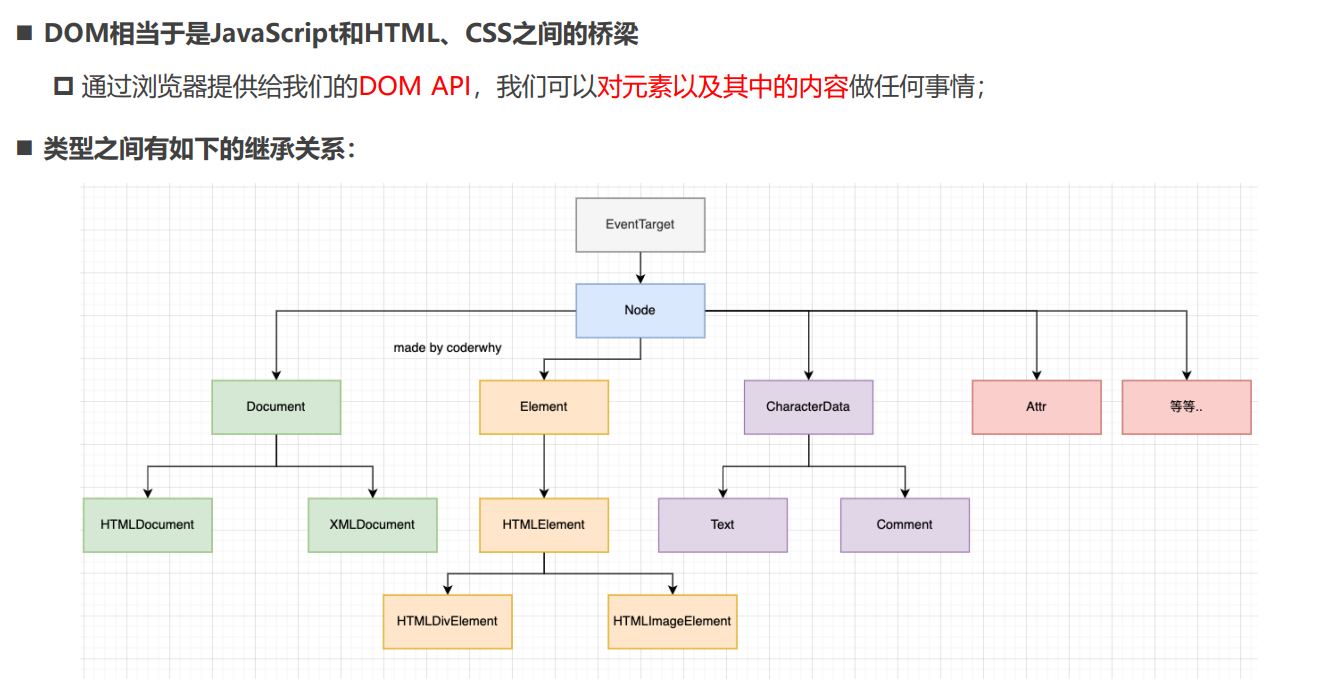 DOM相当于是JavaScript和HTML、CSS之间的桥梁
通过浏览器提供给我们的DOM API，我们可以对元素以及其中的内容做任何事情；
类型之间有如下的继承关系：
EventTarget
Node
made by coderwhy
Document
Element
CharacterData
Attr
等等..
HTMLDocument
XMLDocument
HTMLElement
Text
Comment
HTMLDivElement
HTMLImageElement